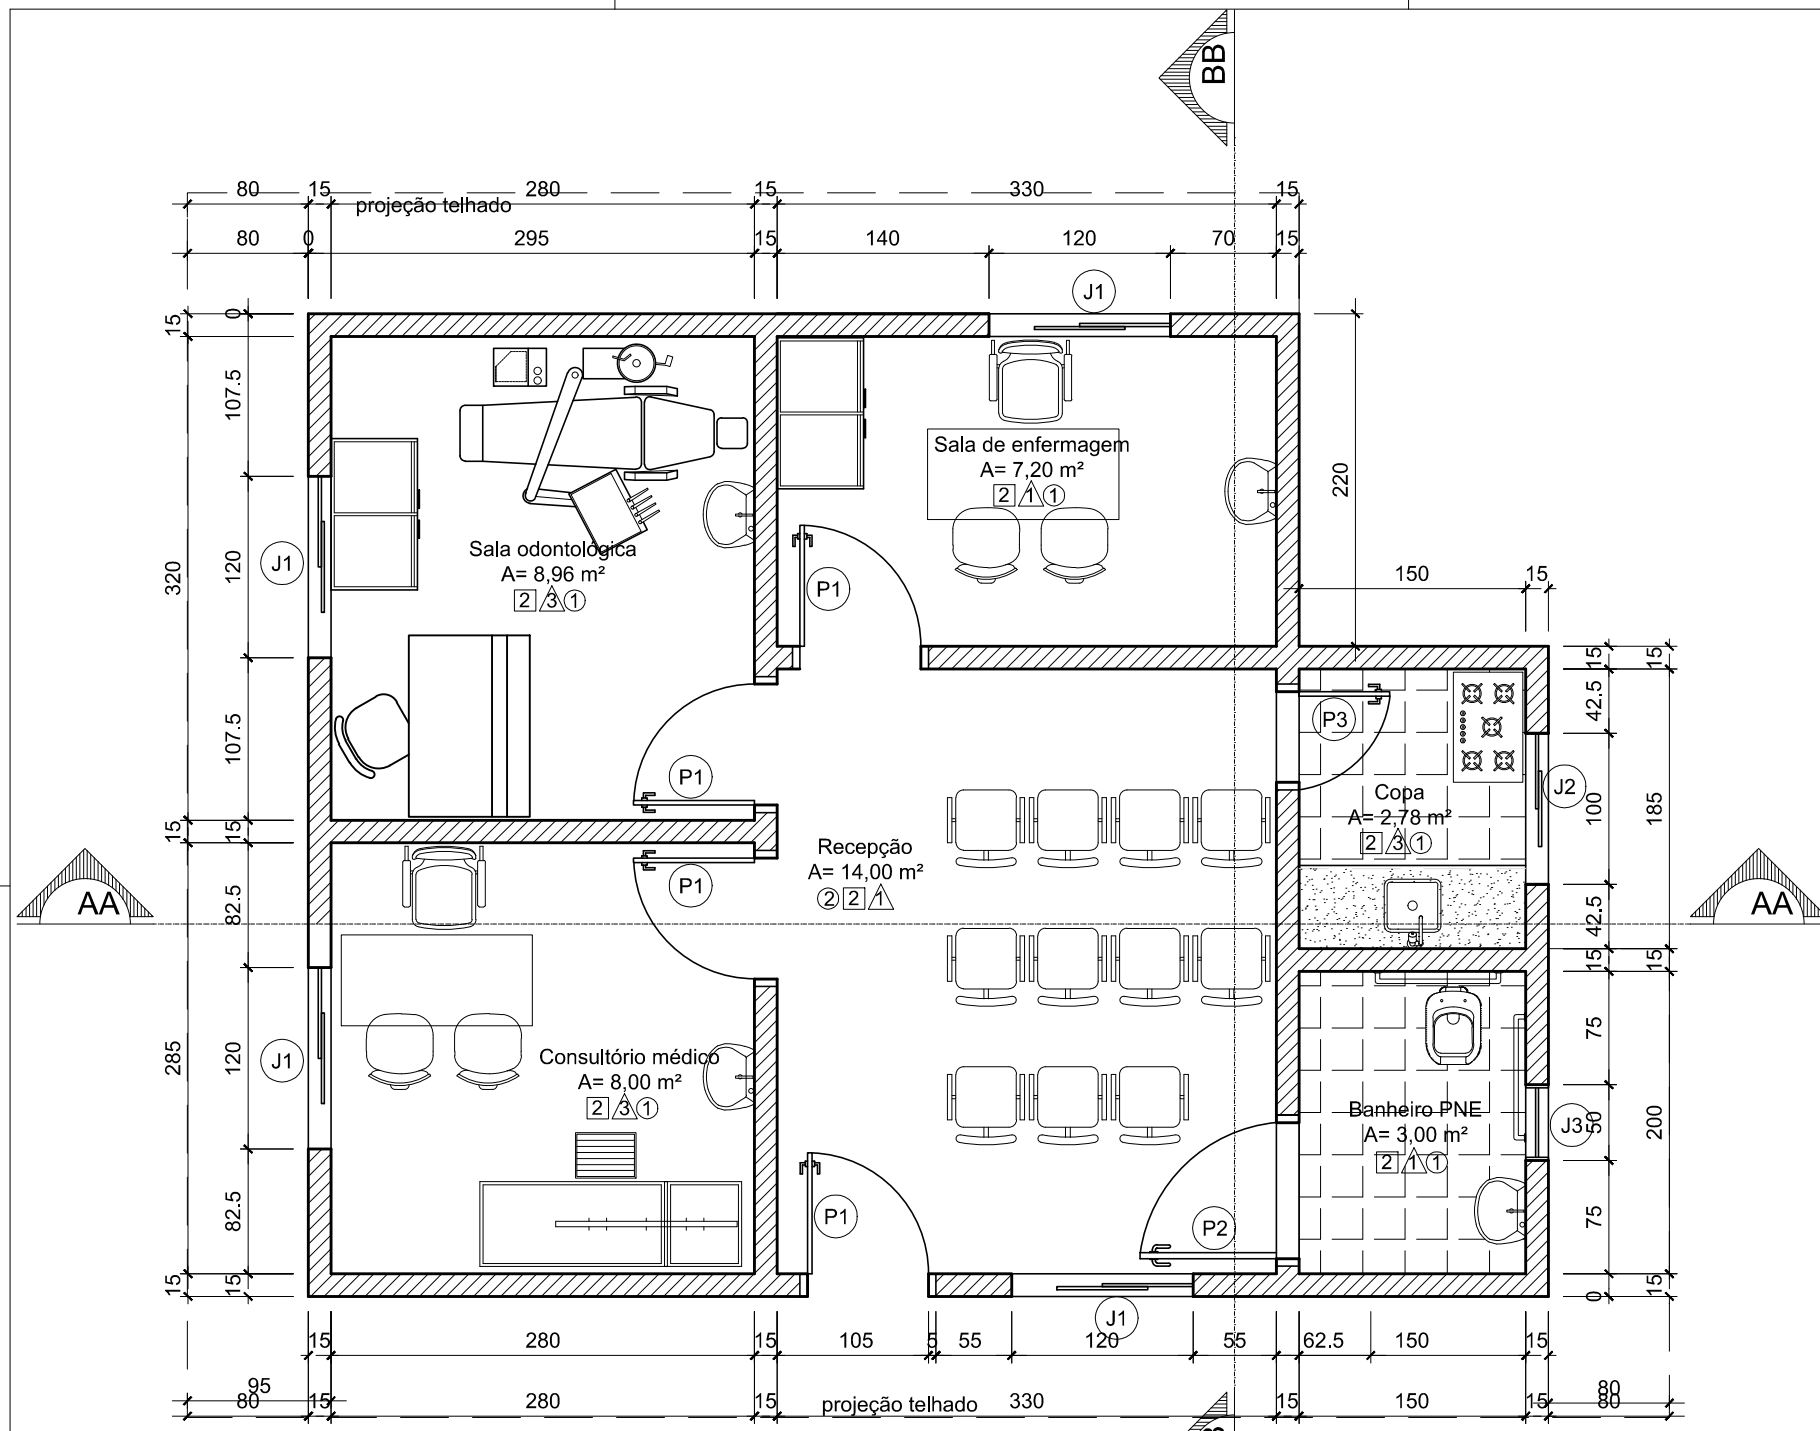 BB
80 15 280 15 330 15
projeção telhado
80 0 295 15 140 120 70 15
J1
15 0
107.5
320
120
J1
107.5
15 15
82.5
285
120
J1
82.5
15 15
220
Sala de enfermagem
A= 7,20 m²
2 1 1
Sala odontológica
A= 8,96 m²
2 3 1
P1
150 15
15 15
42.5
P3
P1
J2
100
185
Copa
A= 2,78 m²
2 3 1
Recepção
A= 14,00 m²
2 2 1
P1
AA
AA
42.5
15 15
75
Consultório médico
A= 8,00 m²
2 3 1
Banheiro PNE
A= 3,00 m²
2 1 1
J3
50
200
75
P1
P2
0 15
J1
15 280 15 105 5 55 120 55 62.5 150 15
95
80 15 280 15 330 15 150 15 80
80
projeção telhado